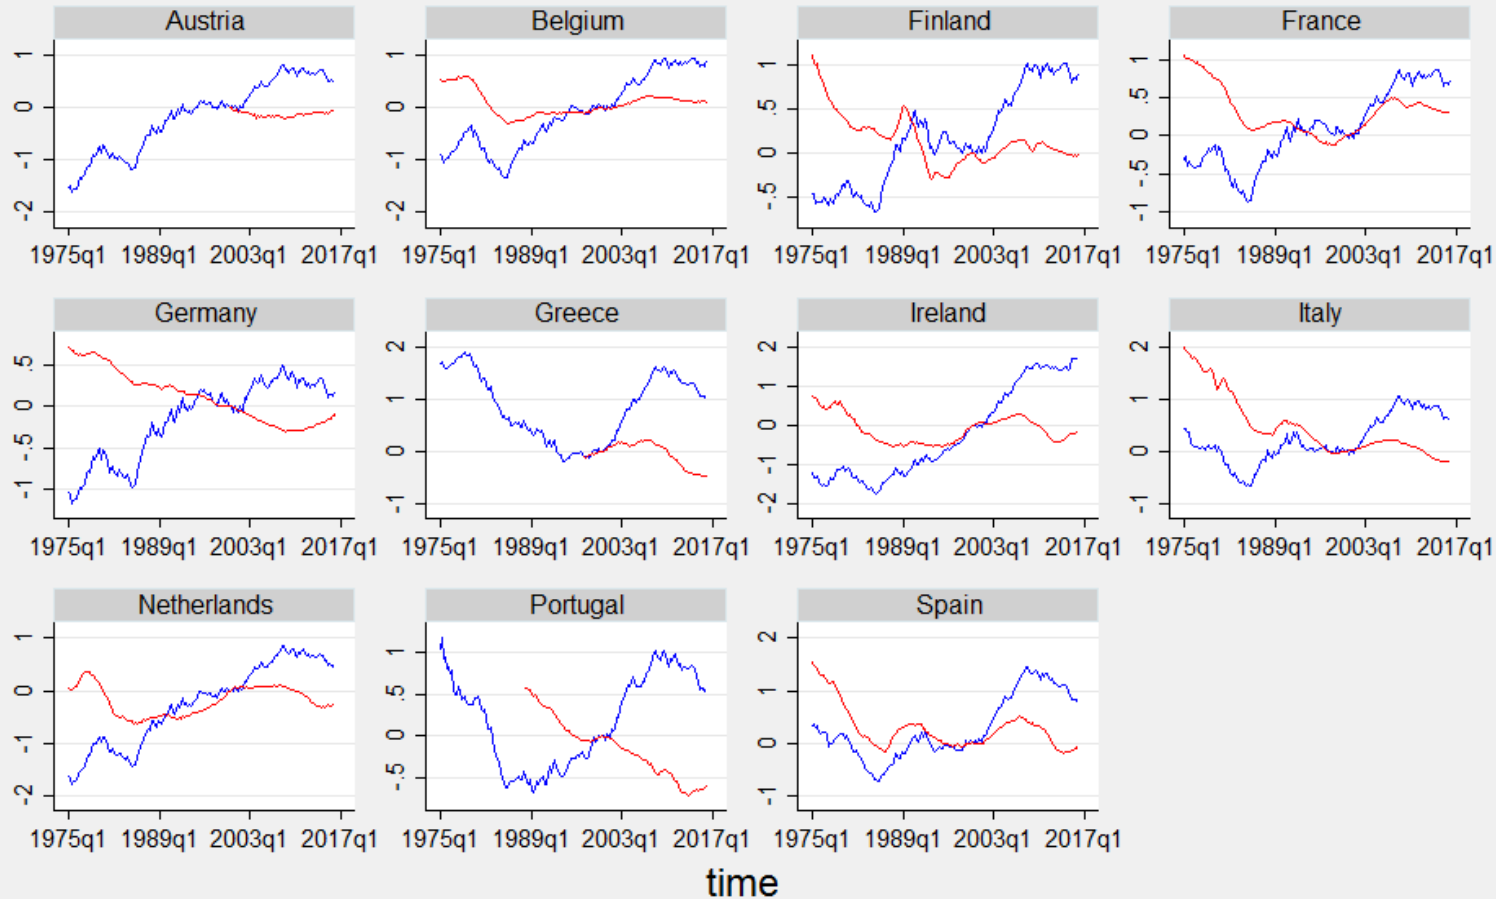 Austria Belgium Finland France
1 0 -1 -2
1 0 -1 -2
1 .5 0 -.5
1 .5 0 -.5 -1
1975q1 1989q1 2003q1 2017q1 1975q1 1989q1 2003q1 2017q1 1975q1 1989q1 2003q1 2017q1 1975q1 1989q1 2003q1 2017q1
Germany Greece Ireland Italy
.5 0 -.5 -1
2 1 0 -1
2 1 0 -1 -2
2 1 0 -1
1975q1 1989q1 2003q1 2017q1 1975q1 1989q1 2003q1 2017q1 1975q1 1989q1 2003q1 2017q1 1975q1 1989q1 2003q1 2017q1
Netherlands Portugal Spain
1 0 -1 -2
1 .5 0 -.5
2 1 0 -1
1975q1 1989q1 2003q1 2017q1 1975q1 1989q1 2003q1 2017q1 1975q1 1989q1 2003q1 2017q1
time